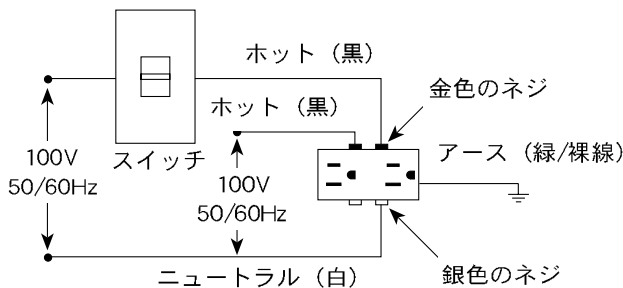 ホット（黒）
金色のネジ
ホット（黒）
アース（緑/裸線）
スイッチ
100V
50/60Hz
100V
50/60Hz
ニュートラル（白）
銀色のネジ